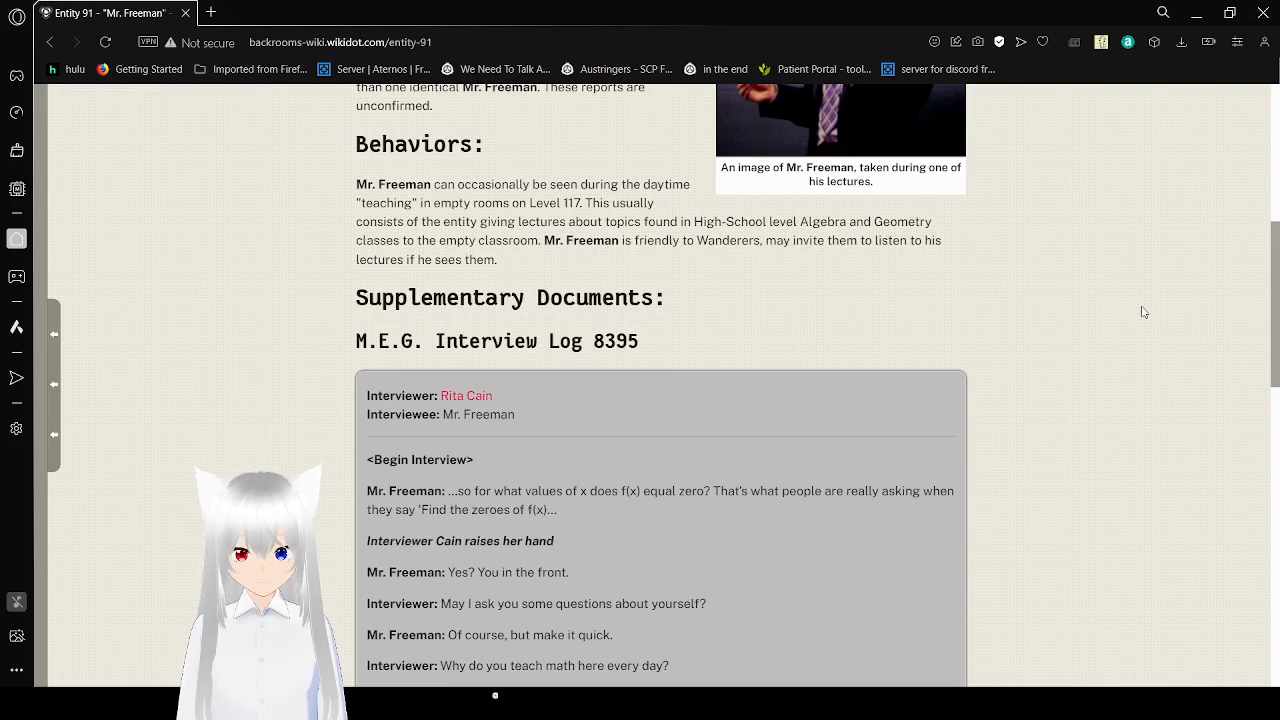 Entity 91 - "Mr. Freeman" -
VPN
Not secure
backrooms-wiki.wikidot.com/entity-91
hulu
Getting Started
Imported from Firef...
Server | Aternos | Fr...
We Need To Talk A...
Austringers - SCP F...
in the end
Patient Portal - tool...
server for discord fr...
than one identical Mr. Freeman. These reports are
unconfirmed.
Behaviors:
An image of Mr. Freeman, taken during one of
his lectures.
Mr. Freeman can occasionally be seen during the daytime
"teaching" in empty rooms on Level 117. This usually
consists of the entity giving lectures about topics found in High-School level Algebra and Geometry
classes to the empty classroom. Mr. Freeman is friendly to Wanderers, may invite them to listen to his
lectures if he sees them.
Supplementary Documents:
M.E.G. Interview Log 8395
Interviewer: Rita Cain
Interviewee: Mr. Freeman
<Begin Interview>
Mr. Freeman: ...so for what values of x does f(x) equal zero? That's what people are really asking when
they say 'Find the zeroes of f(x)...
Interviewer Cain raises her hand
Mr. Freeman: Yes? You in the front.
Interviewer: May I ask you some questions about yourself?
Mr. Freeman: Of course, but make it quick.
Interviewer: Why do you teach math here every day?